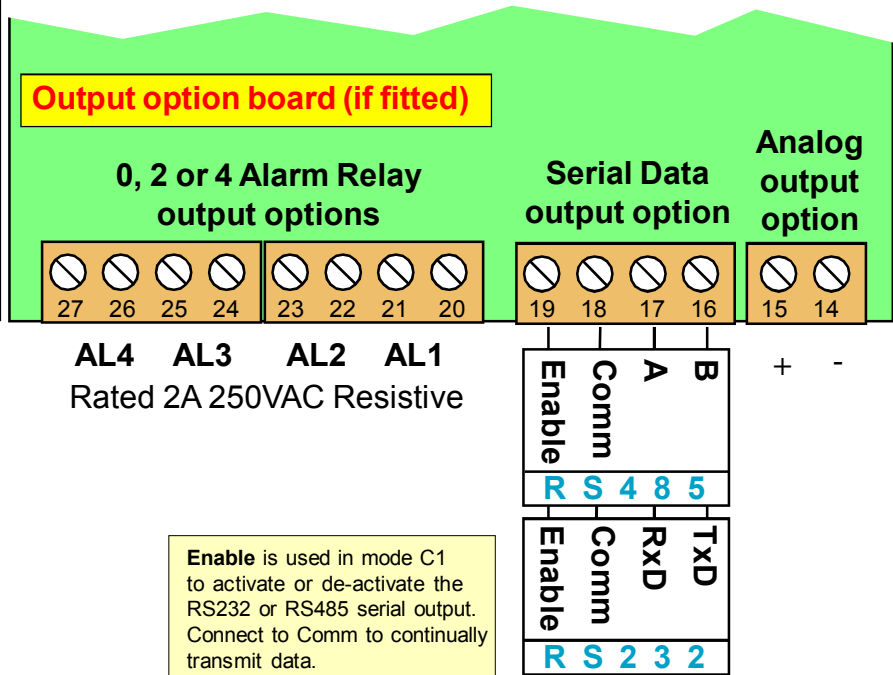 Output option board (if fitted)
0, 2 or 4 Alarm Relay
output options
Serial Data
output option
Analog
output
option
27 26 25 24 23 22 21 20
19 18 17 16
15 14
AL4 AL3 AL2 AL1
Rated 2A 250VAC Resistive
+ -
Enable
Comm
A
B
R S 4 8 5
Enable
Comm
RxD
TxD
R S 2 3 2
Enable is used in mode C1
to activate or de-activate the
RS232 or RS485 serial output.
Connect to Comm to continually
transmit data.